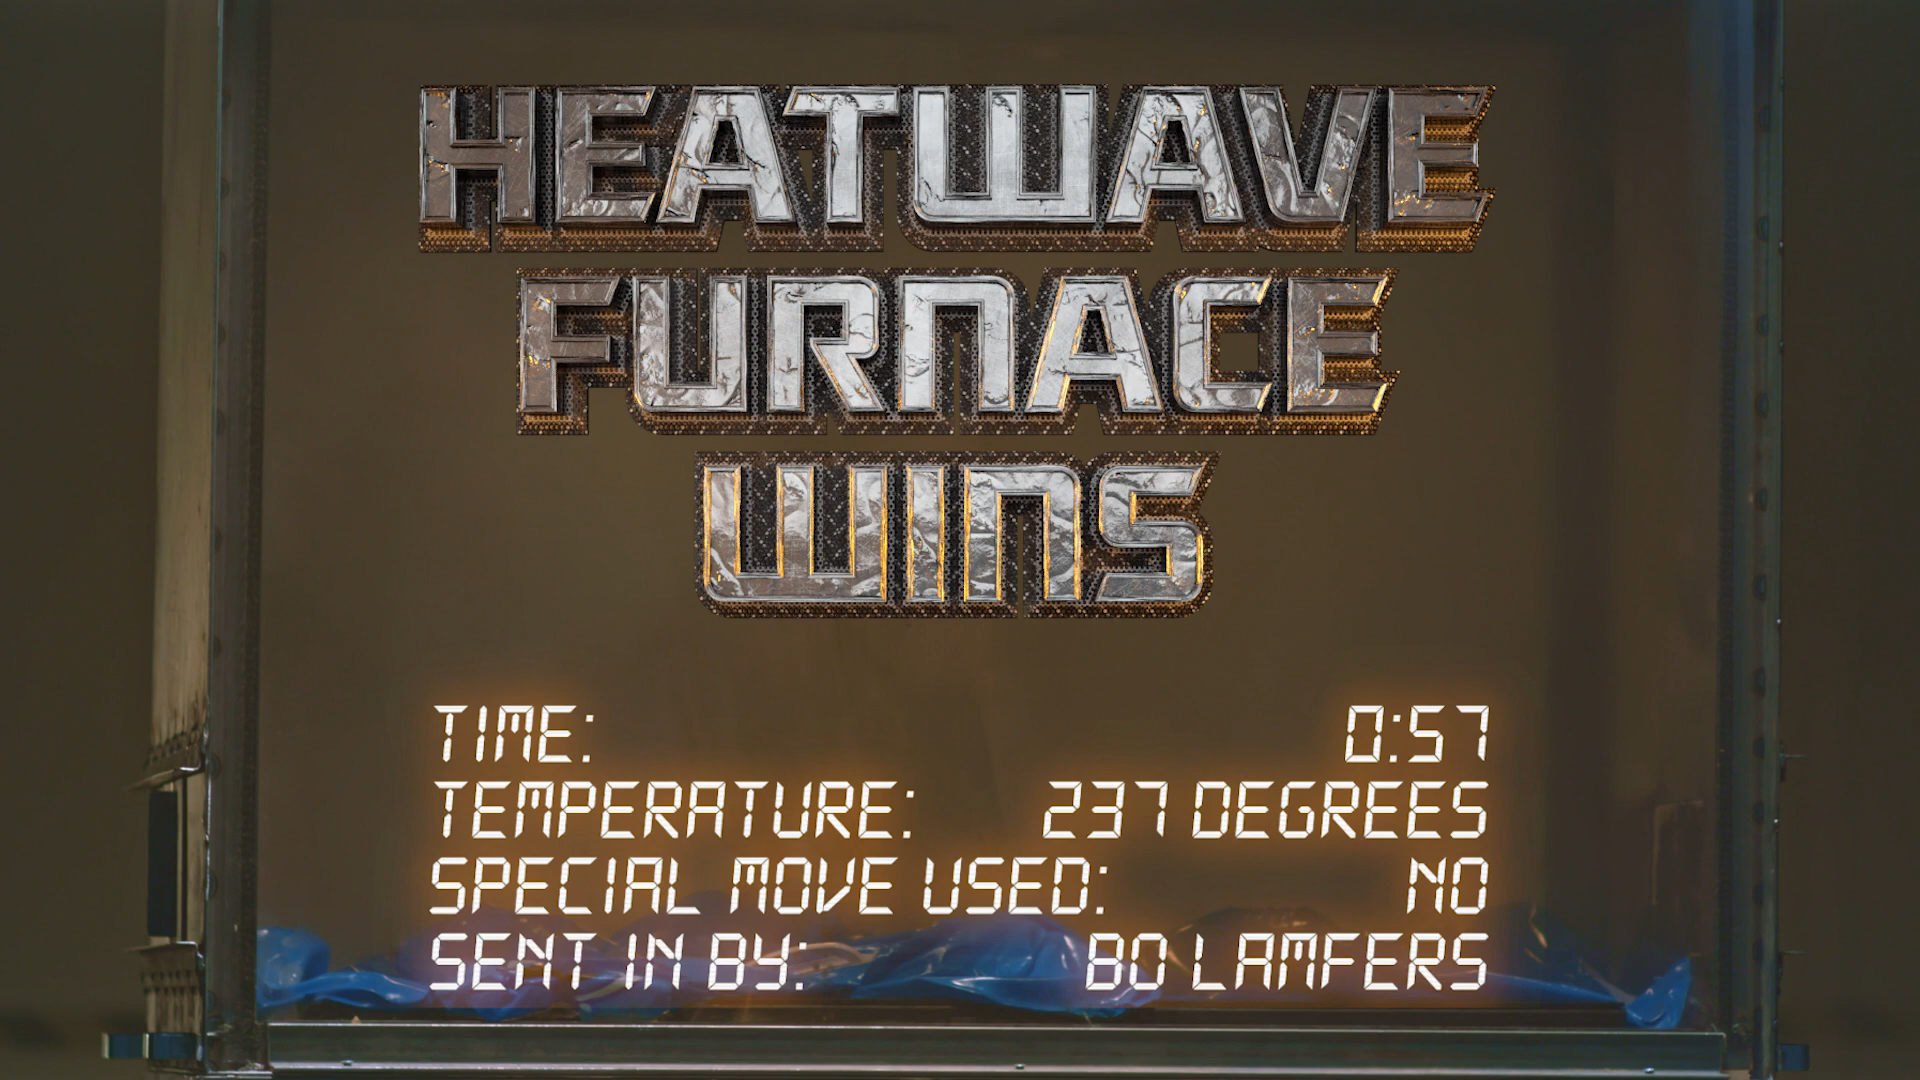 HEATWAVE
FURNACE
WINS
TIME: 0:57
TEMPERATURE: 237 DEGREES
SPECIAL MOVE USED: NO
SENT IN BY: BO LAMFERS